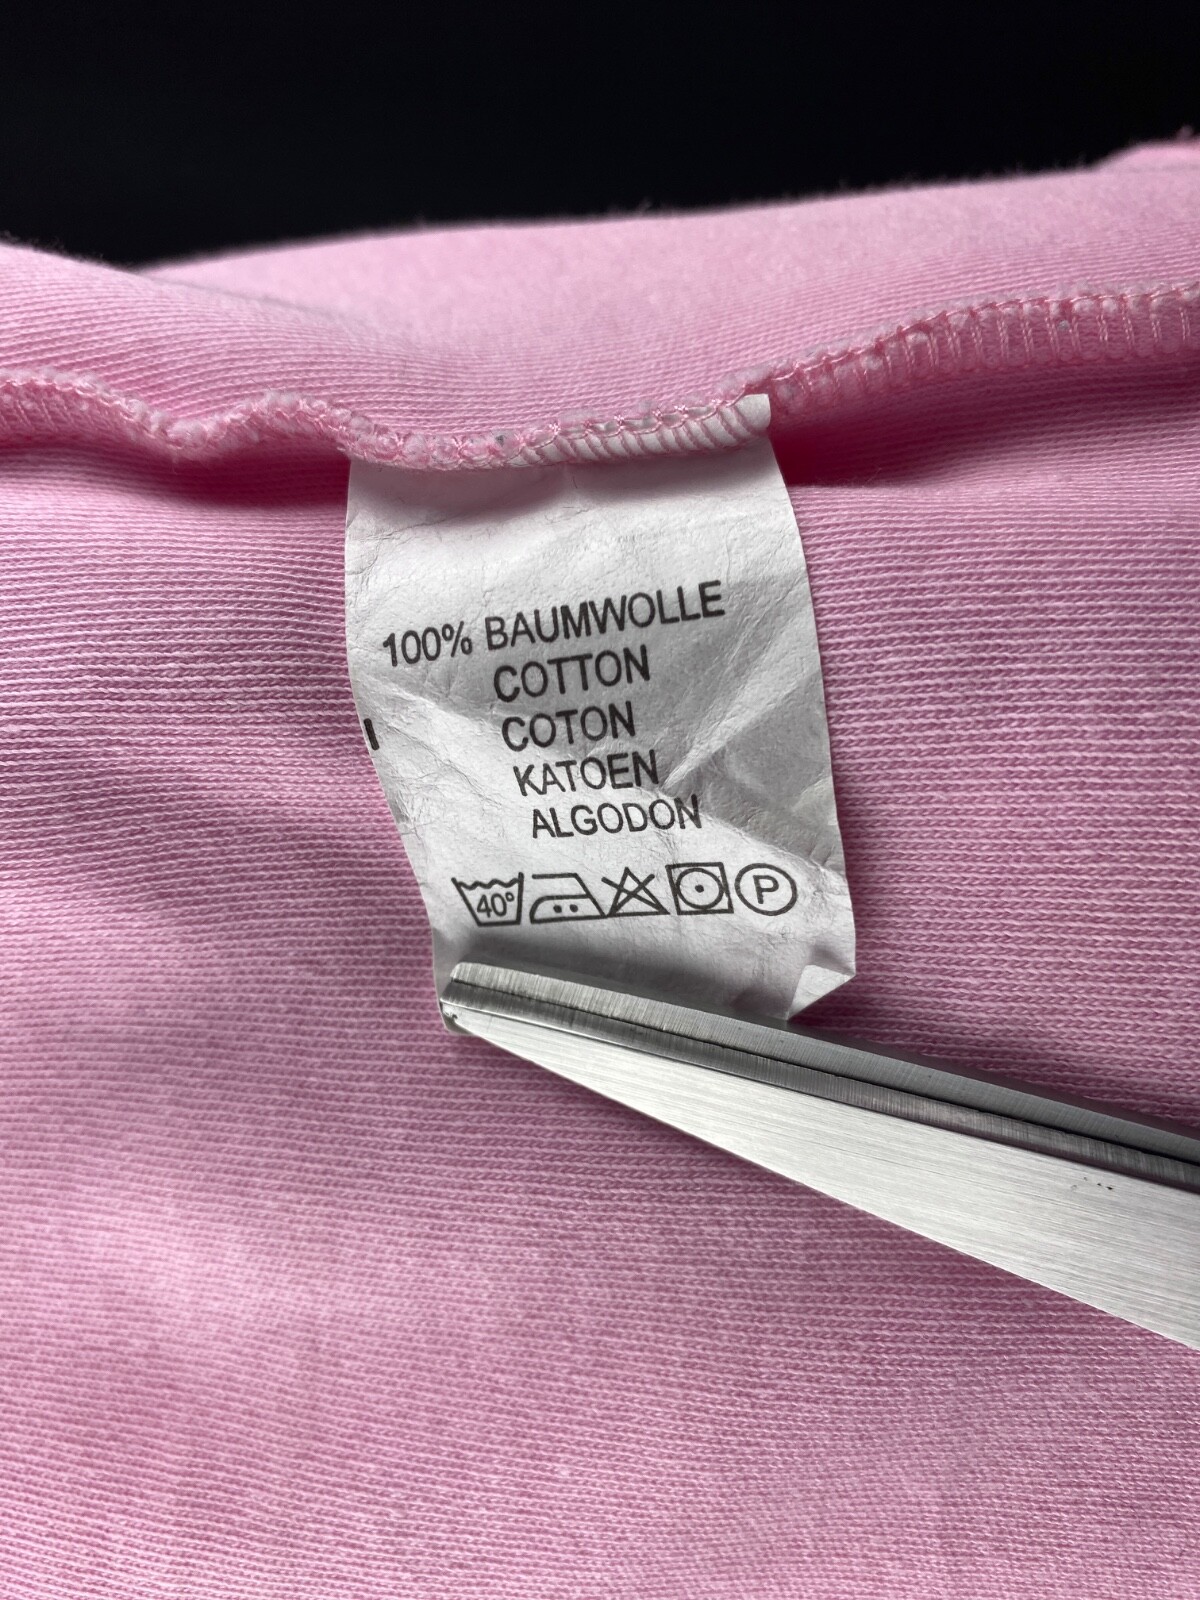 100% BAUMWOLLE
COTTON
COTON
KATOEN
ALGODON
40° P